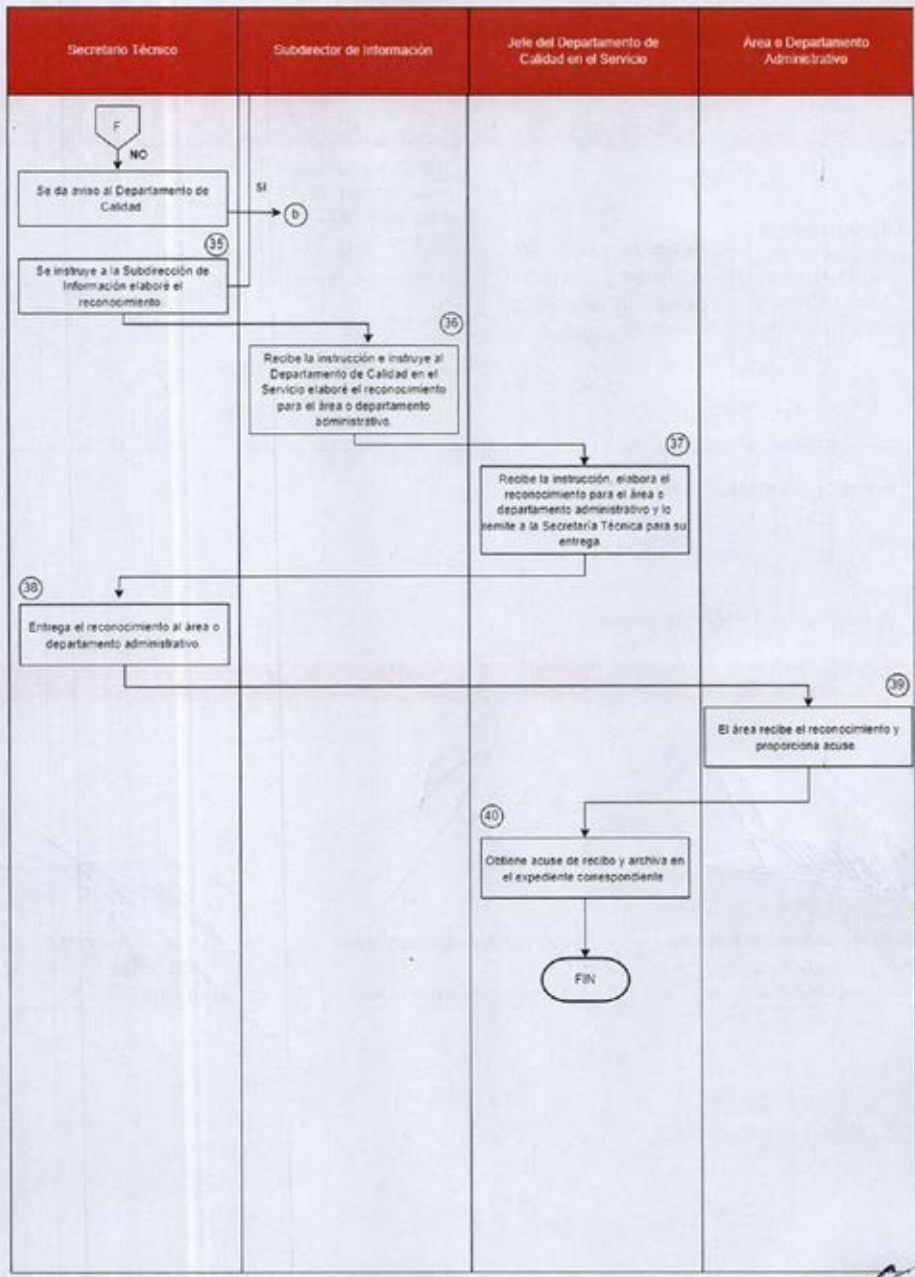 Secretario Técnico
Subdirector de Información
Jefe del Departamento de
Calidad en el Servicio
Área o Departamento
Administrativo
F
NO
Se da aviso al Departamento de
Calidad
SI
b
35
Se instruye a la Subdirección de
Información elaboré el
reconocimiento.
36
Recibe la instrucción e instruye al
Departamento de Calidad en el
Servicio elaboré el reconocimiento
para el área o departamento
administrativo.
37
Recibe la instrucción, elabora el
reconocimiento para el área o
departamento administrativo y lo
remite a la Secretaría Técnica para su
entrega.
38
Entrega el reconocimiento al área o
departamento administrativo.
39
El área recibe el reconocimiento y
proporciona acuse.
40
Obtiene acuse de recibo y archiva en
el expediente correspondiente
FIN